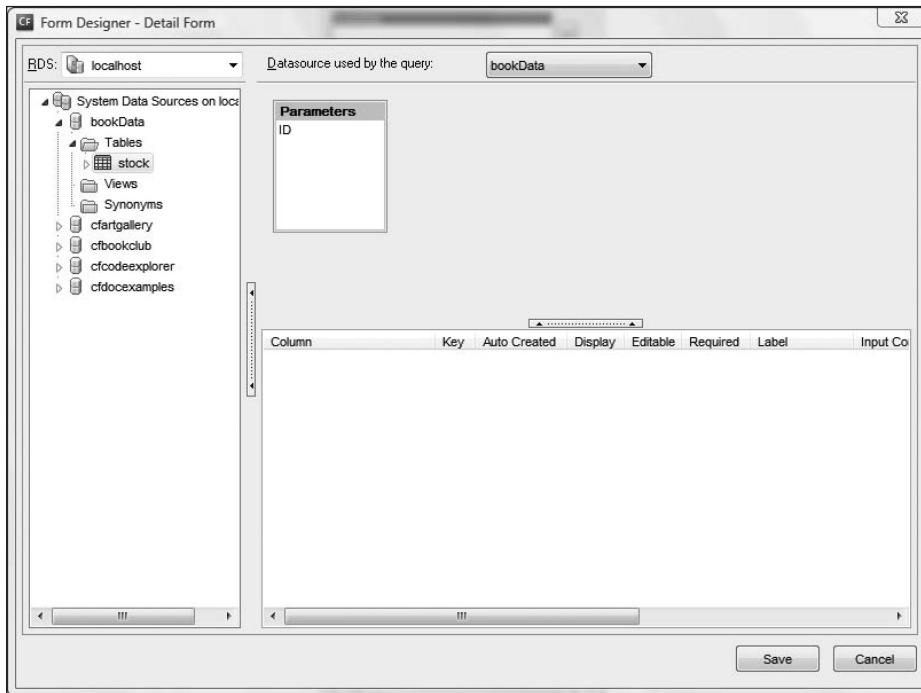 CF Form Designer - Detail Form
RDS: localhost
Datasource used by the query: bookData
System Data Sources on loca
bookData
Tables
stock
Views
Synonyms
cfartgallery
cfbookclub
cfcodeexplorer
cfdocexamples
Parameters
ID
Column Key Auto Created Display Editable Required Label Input Co
Save Cancel